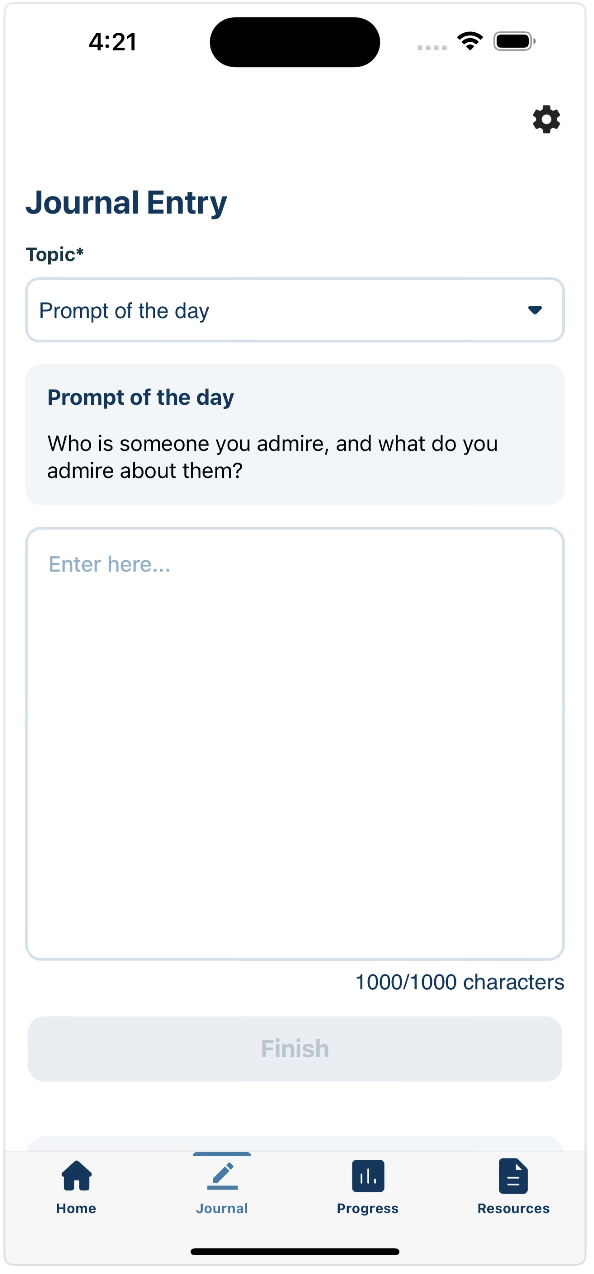 4:21
Journal Entry
Topic*
Prompt of the day
Prompt of the day
Who is someone you admire, and what do you
admire about them?
Enter here...
1000/1000 characters
Finish
Home
Journal
Progress
Resources